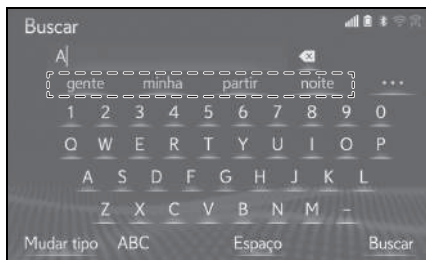 Buscar
A
gente minha partir noite ...
1 2 3 4 5 6 7 8 9 0
Q W E R T Y U I O P
A S D F G H J K L
Z X C V B N M -
Mudar tipo ABC Espaço Buscar